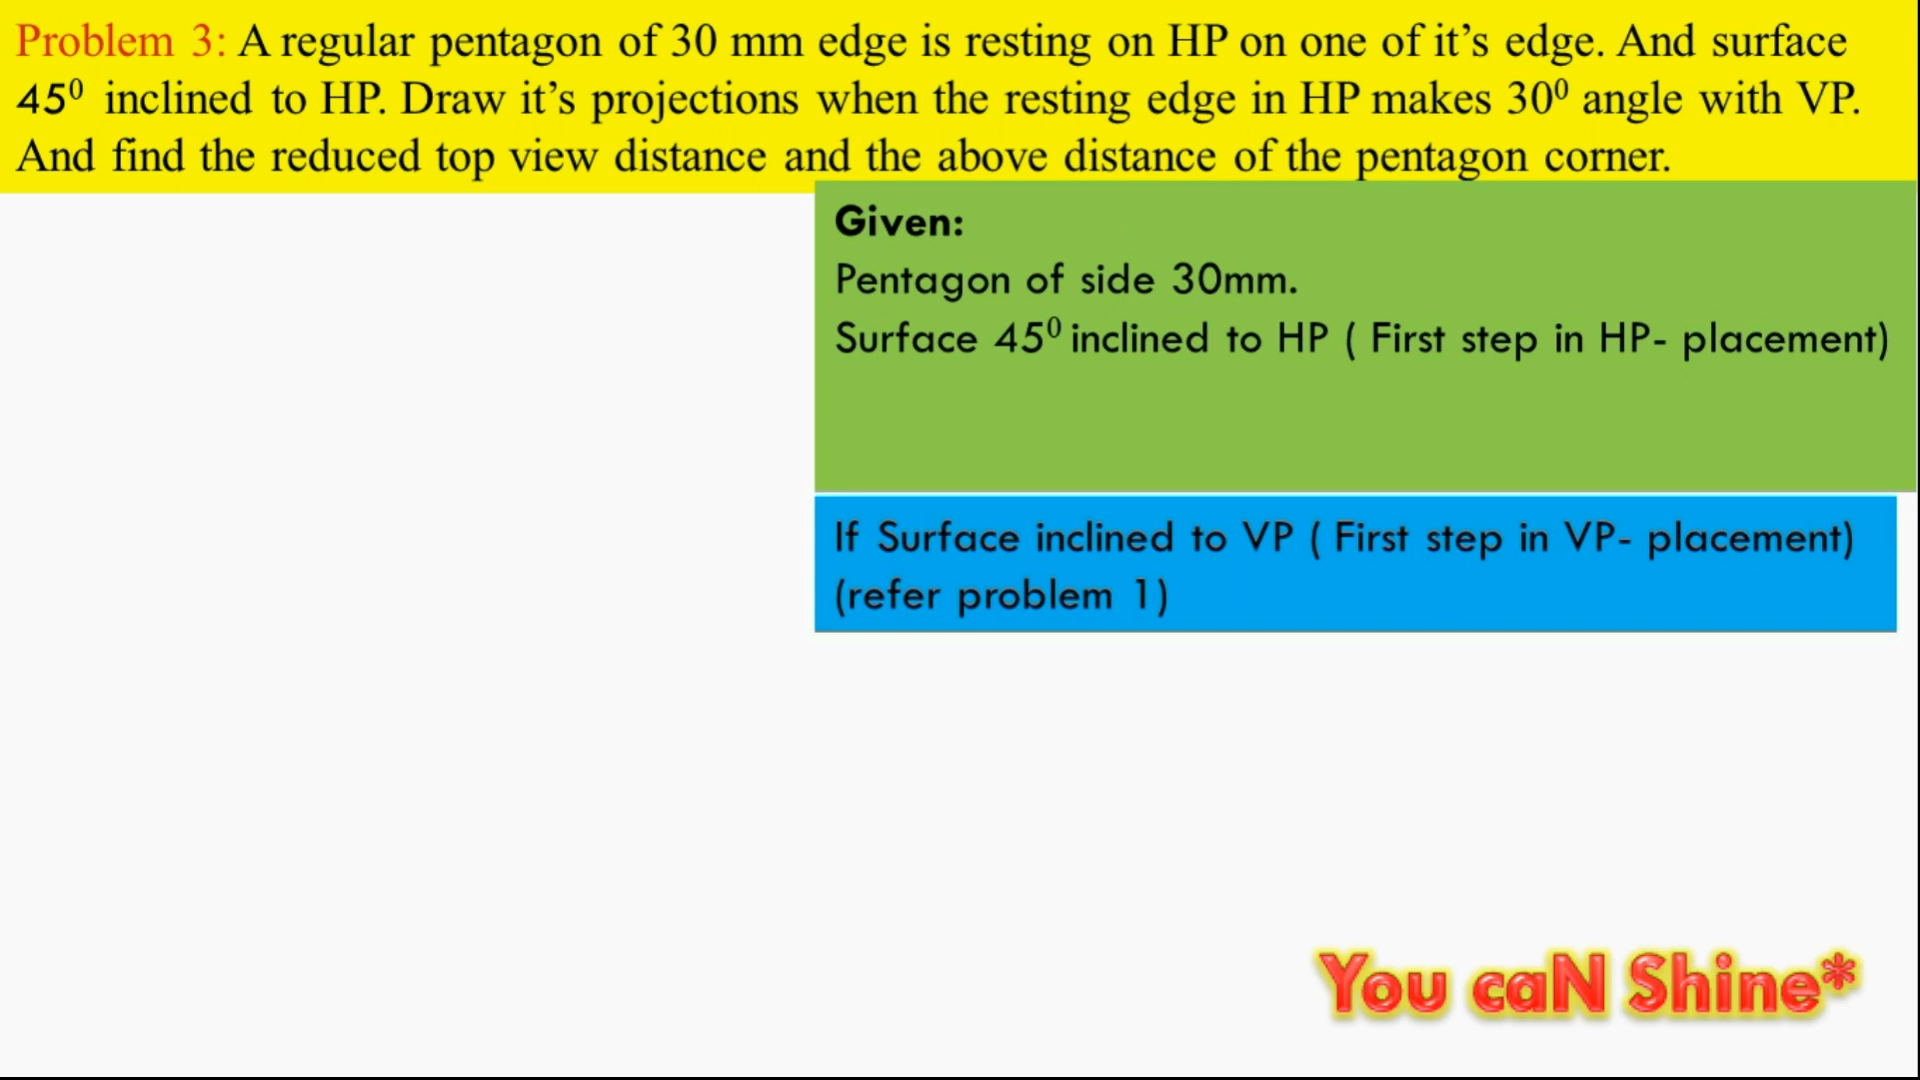 Problem 3: A regular pentagon of 30 mm edge is resting on HP on one of it’s edge. And surface
45⁰ inclined to HP. Draw it’s projections when the resting edge in HP makes 30⁰ angle with VP.
And find the reduced top view distance and the above distance of the pentagon corner.
Given:
Pentagon of side 30mm.
Surface 45⁰ inclined to HP ( First step in HP- placement)
If Surface inclined to VP ( First step in VP- placement)
(refer problem 1)
You caN Shine*